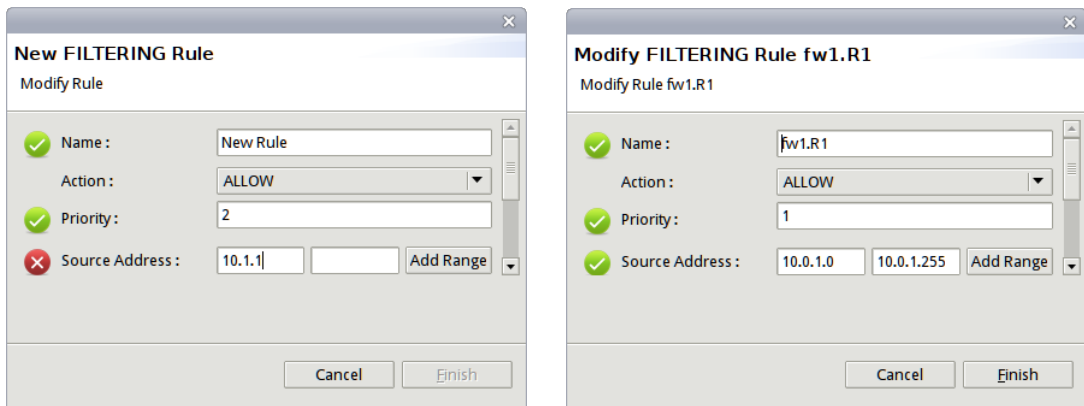 New FILTERING Rule
Modify Rule
Name :
New Rule
Action :
ALLOW
Priority :
2
Source Address :
10.1.1
Add Range
Cancel
Finish
Modify FILTERING Rule fw1.R1
Modify Rule fw1.R1
Name :
fw1.R1
Action :
ALLOW
Priority :
1
Source Address :
10.0.1.0
10.0.1.255
Add Range
Cancel
Finish